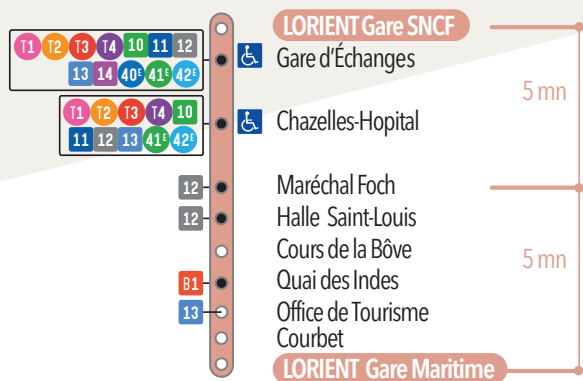 LORIENT Gare SNCF
T1 T2 T3 T4 10 11 12
Gare d'Échanges
13 14 40E 41E 42E
5 mn
T1 T2 T3 T4 10
Chazelles-Hopital
11 12 13 41E 42E
12 Maréchal Foch
12 Halle Saint-Louis
Cours de la Bôve
5 mn
B1 Quai des Indes
13 Office de Tourisme
Courbet
LORIENT Gare Maritime